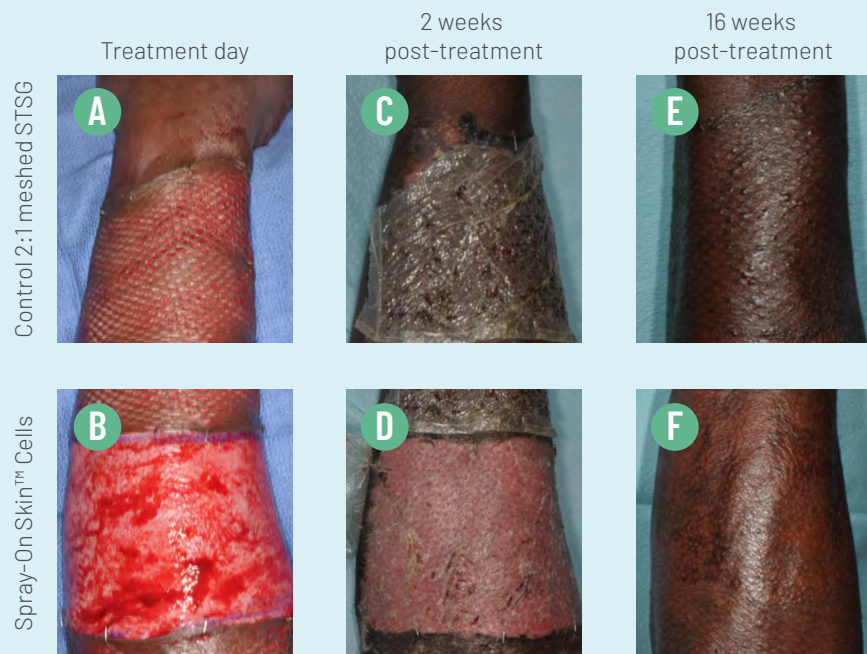 Treatment day
2 weeks
post-treatment
16 weeks
post-treatment
Control 2:1 meshed STSG
A
C
E
Spray-On Skin™ Cells
B
D
F